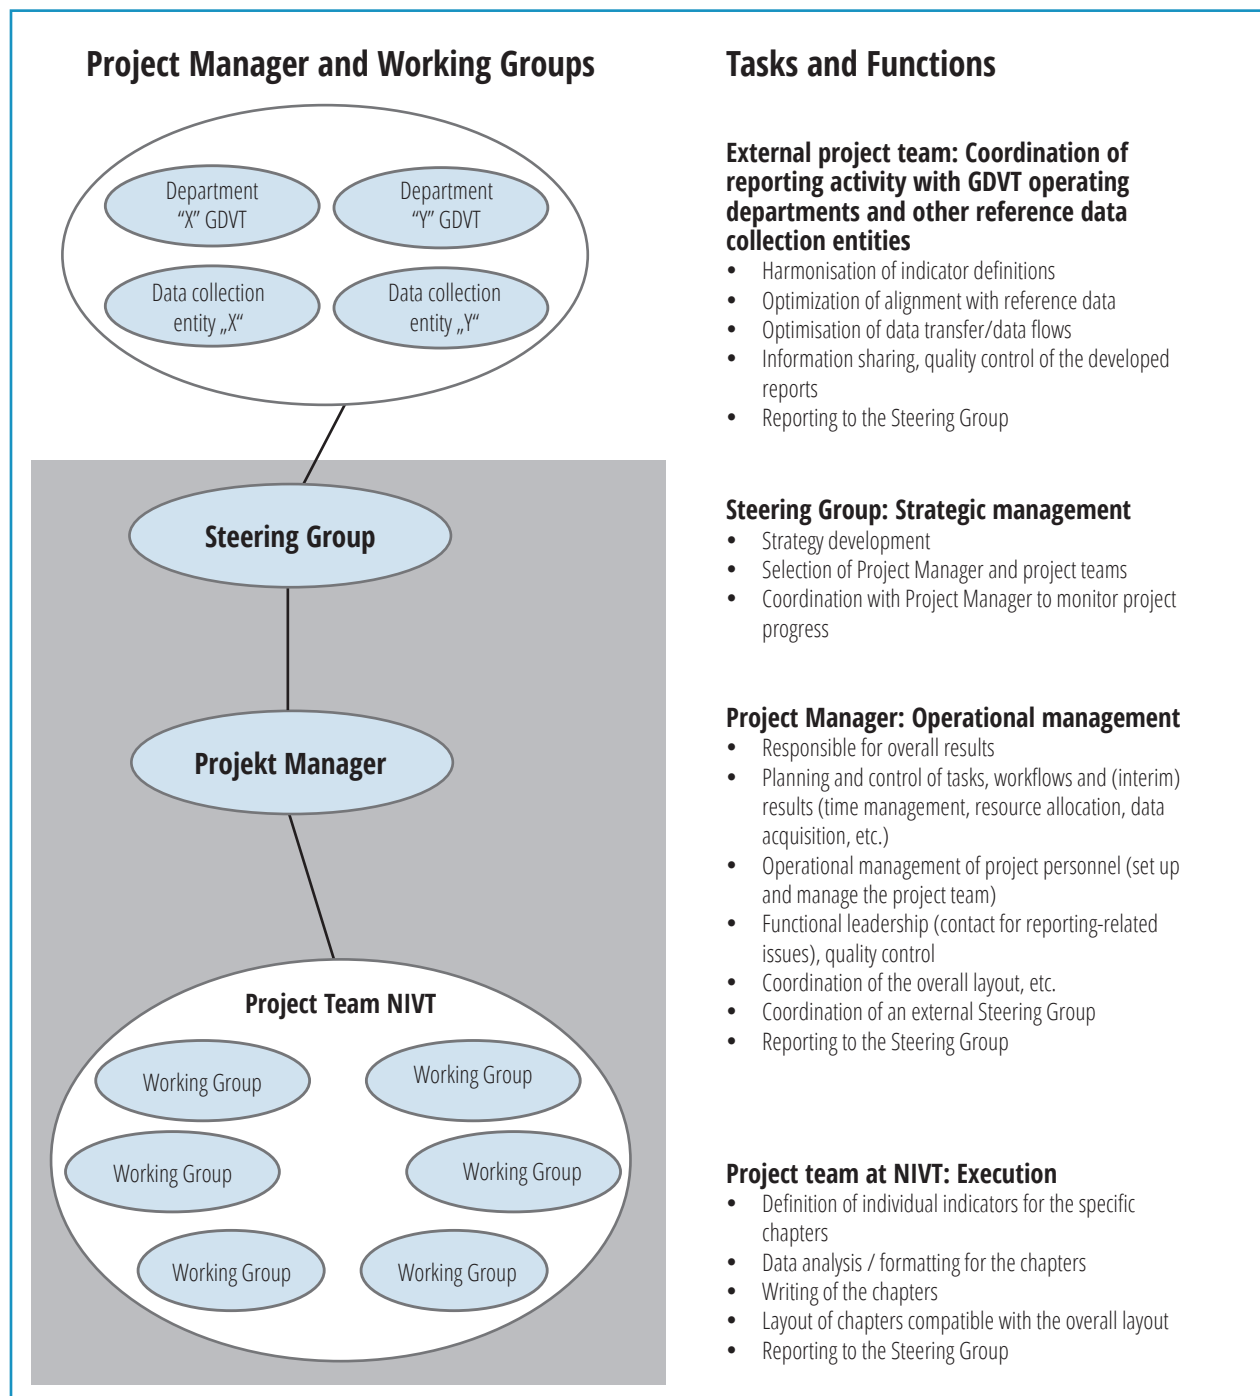 Project Manager and Working Groups
Department
“X” GDVT
Department
“Y” GDVT
Data collection
entity „X“
Data collection
entity „Y“
Steering Group
Projekt Manager
Project Team NIVT
Working Group
Working Group
Working Group
Working Group
Working Group
Working Group
Tasks and Functions
External project team: Coordination of
reporting activity with GDVT operating
departments and other reference data
collection entities
• Harmonisation of indicator definitions
• Optimization of alignment with reference data
• Optimisation of data transfer/data flows
• Information sharing, quality control of the developed
reports
• Reporting to the Steering Group
Steering Group: Strategic management
• Strategy development
• Selection of Project Manager and project teams
• Coordination with Project Manager to monitor project
progress
Project Manager: Operational management
• Responsible for overall results
• Planning and control of tasks, workflows and (interim)
results (time management, resource allocation, data
acquisition, etc.)
• Operational management of project personnel (set up
and manage the project team)
• Functional leadership (contact for reporting-related
issues), quality control
• Coordination of the overall layout, etc.
• Coordination of an external Steering Group
• Reporting to the Steering Group
Project team at NIVT: Execution
• Definition of individual indicators for the specific
chapters
• Data analysis / formatting for the chapters
• Writing of the chapters
• Layout of chapters compatible with the overall layout
• Reporting to the Steering Group